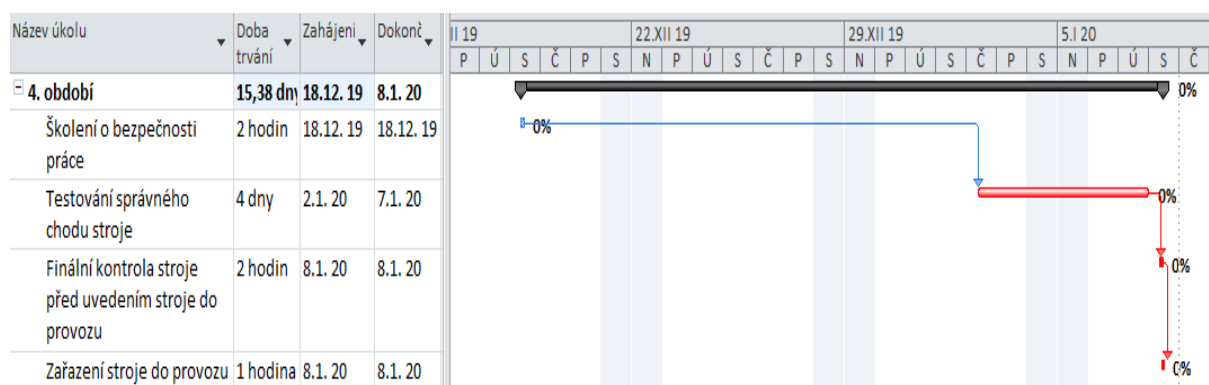 Název úkolu Doba trvání Zahájeni Dokonč
II 19 22.XII 19 29.XII 19 5.I 20
P Ú S Č P S N P Ú S Č P S N P Ú S Č P S N P Ú S Č
4. období 15,38 dny 18.12. 19 8.1. 20 0%
Školení o bezpečnosti práce 2 hodin 18.12. 19 18.12. 19 0%
Testování správného chodu stroje 4 dny 2.1. 20 7.1. 20 0%
Finální kontrola stroje před uvedením stroje do provozu 2 hodin 8.1. 20 8.1. 20 0%
Zařazení stroje do provozu 1 hodina 8.1. 20 8.1. 20 0%